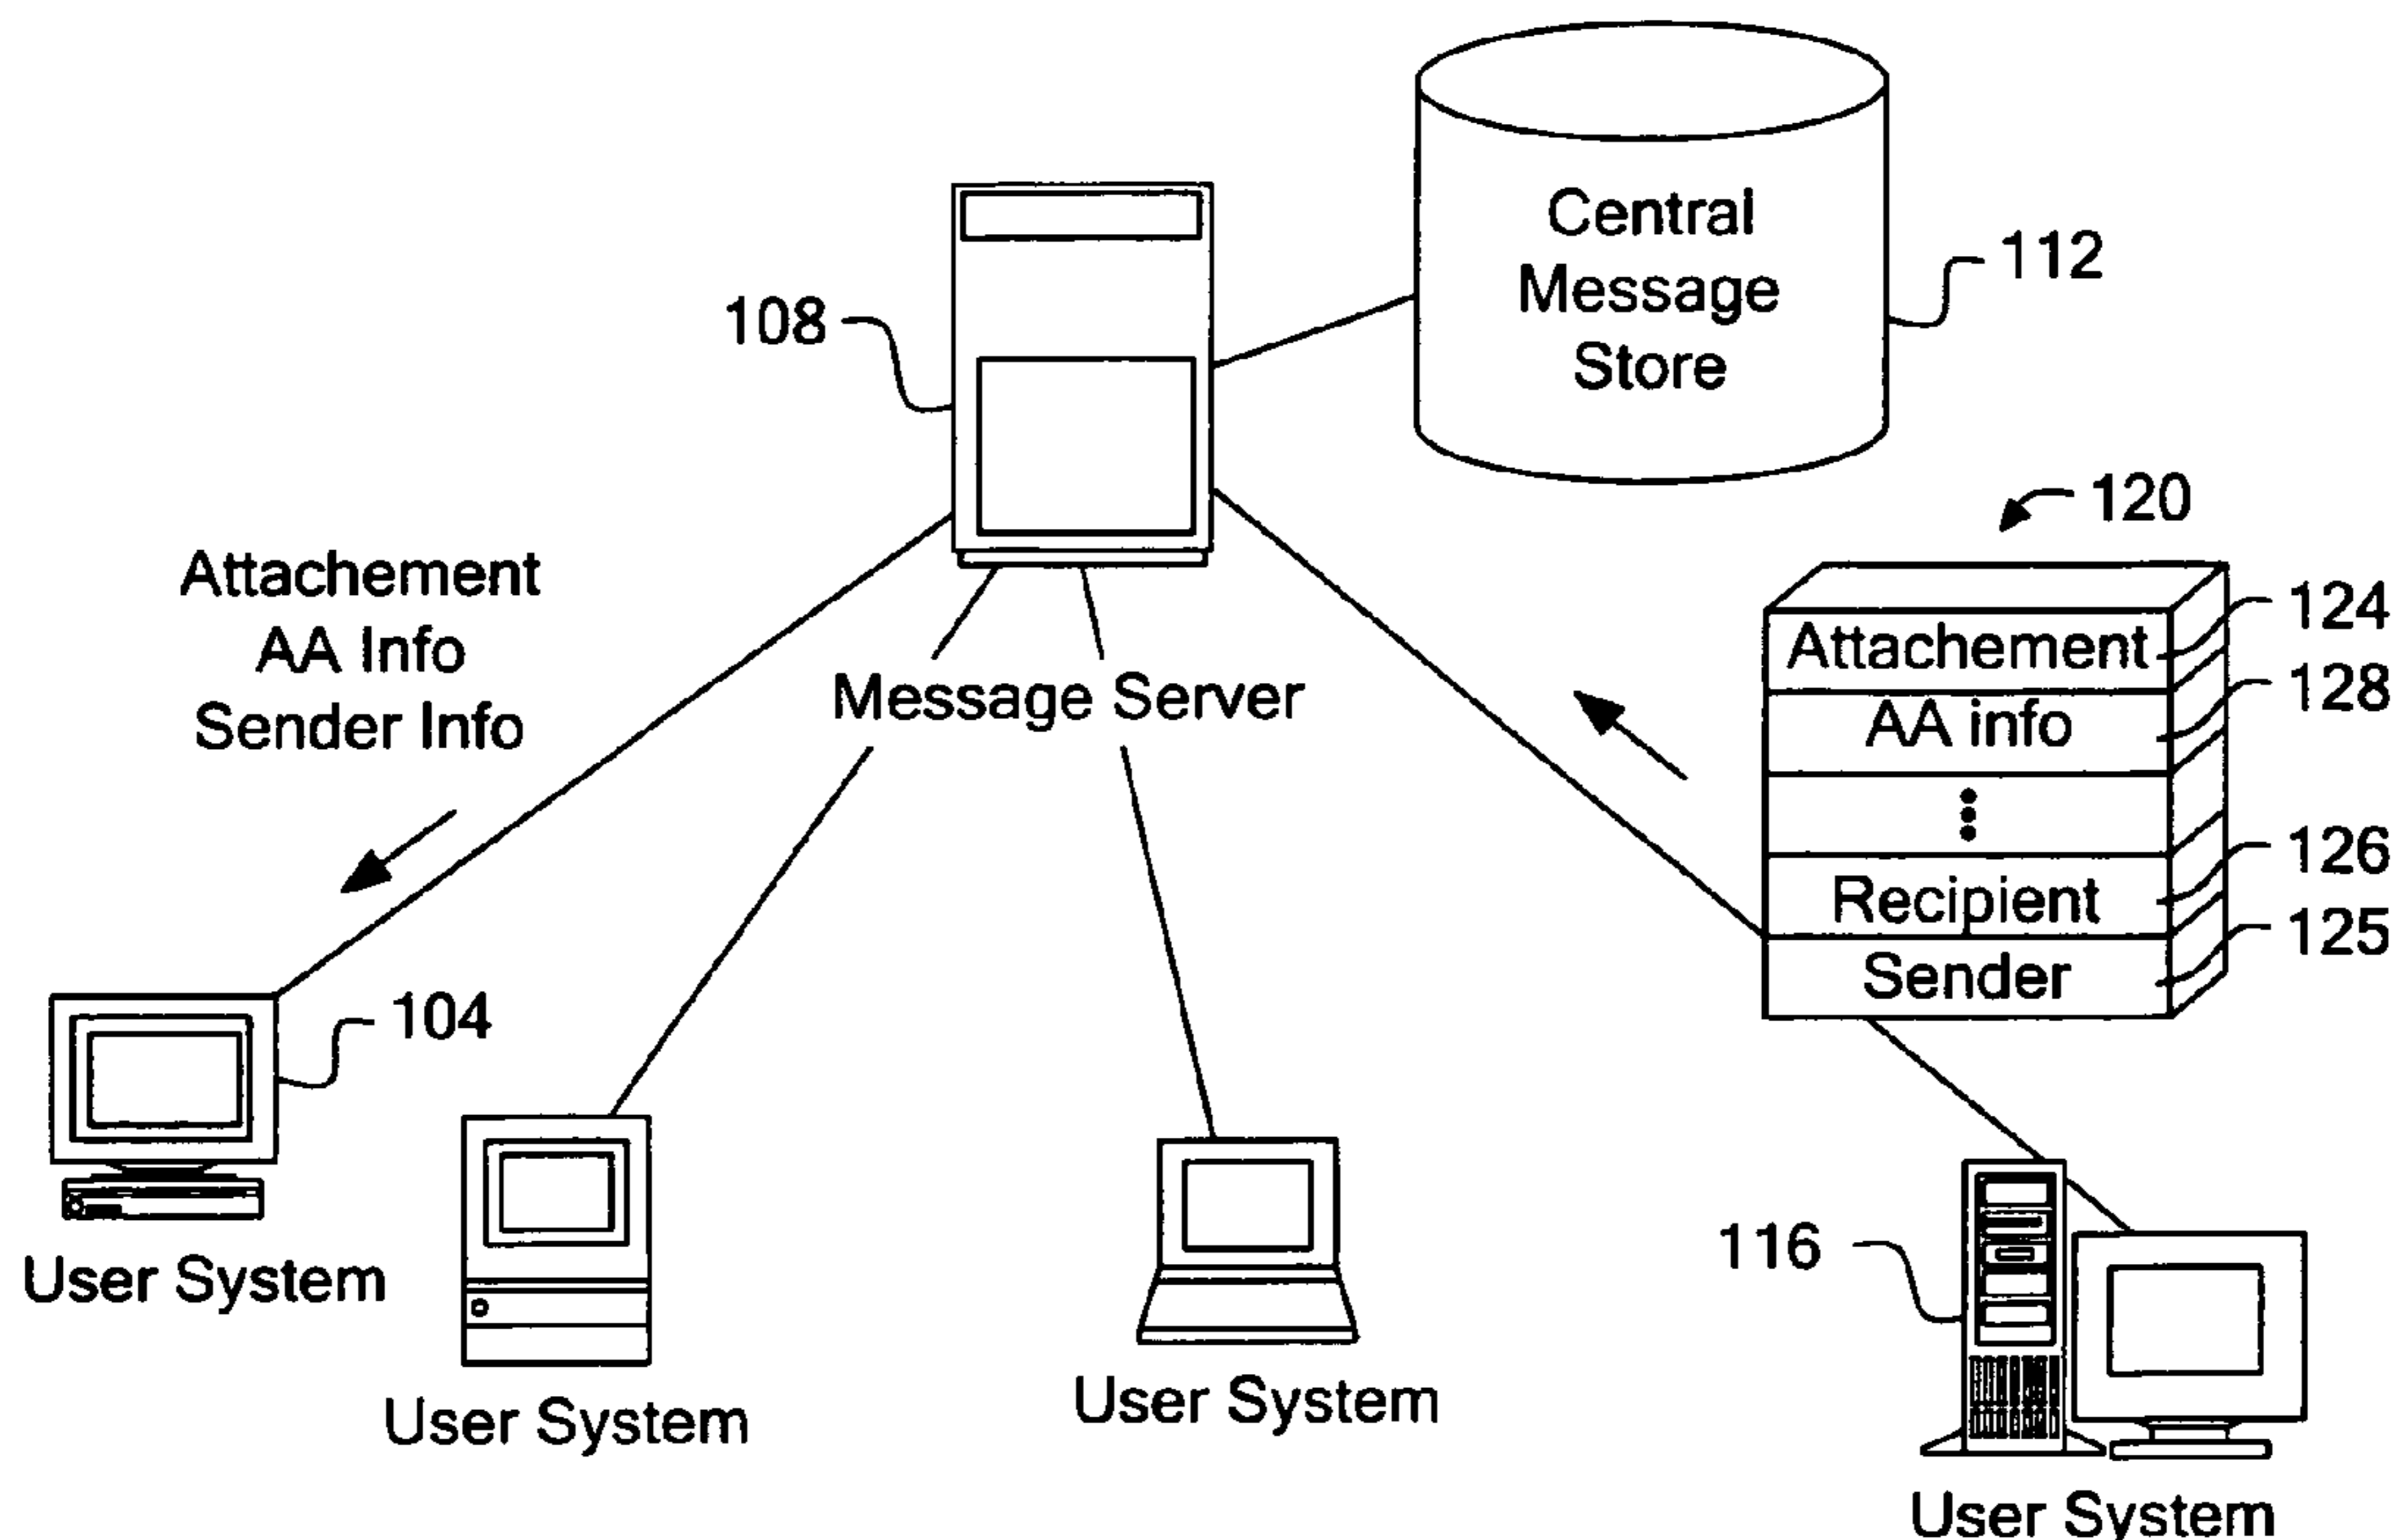 Central
Message
Store
112
108
120
Attachement
AA Info
Sender Info
Message Server
Attachement
124
AA info
128
Recipient
126
Sender
125
104
116
User System
User System
User System
User System